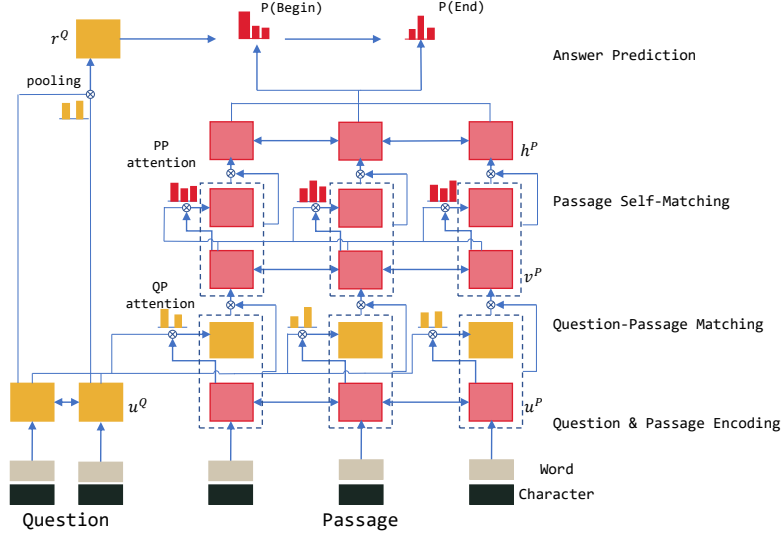 P(Begin)
P(End)
r^Q
Answer Prediction
pooling
PP
attention
h^P
Passage Self-Matching
QP
attention
v^P
Question-Passage Matching
u^Q
u^P
Question & Passage Encoding
Word
Character
Question
Passage